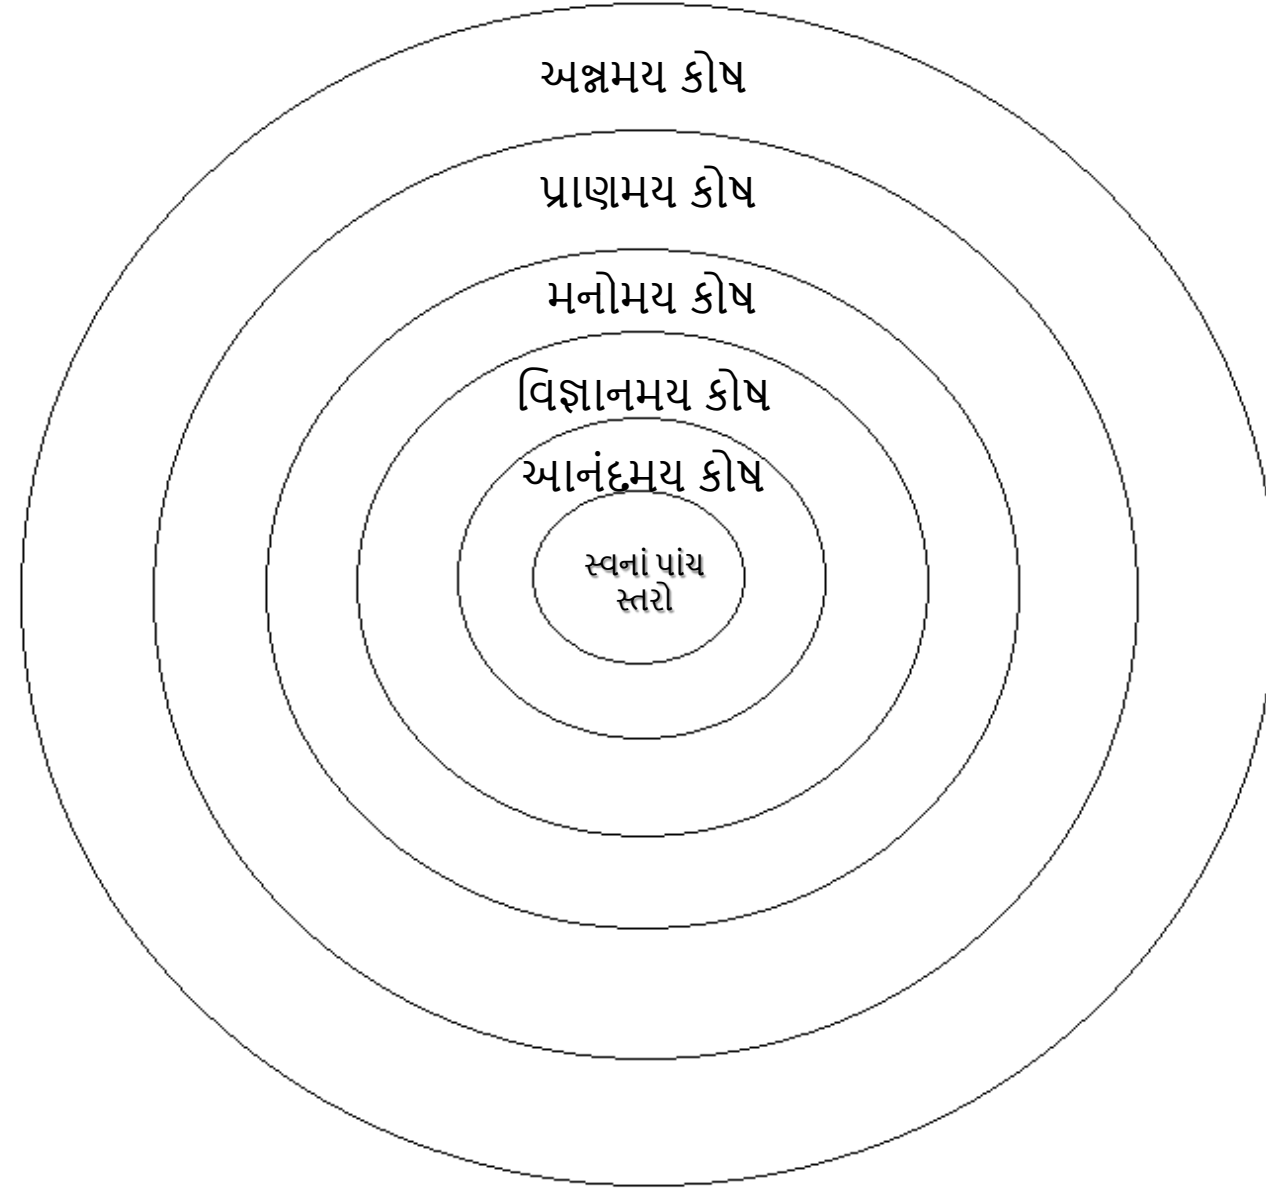 અન્નમય કોષ
પ્રાણમય કોષ
મનોમય કોષ
વિજ્ઞાનમય કોષ
આનંદમય કોષ
સ્વનાં પાંચ
સ્તરો